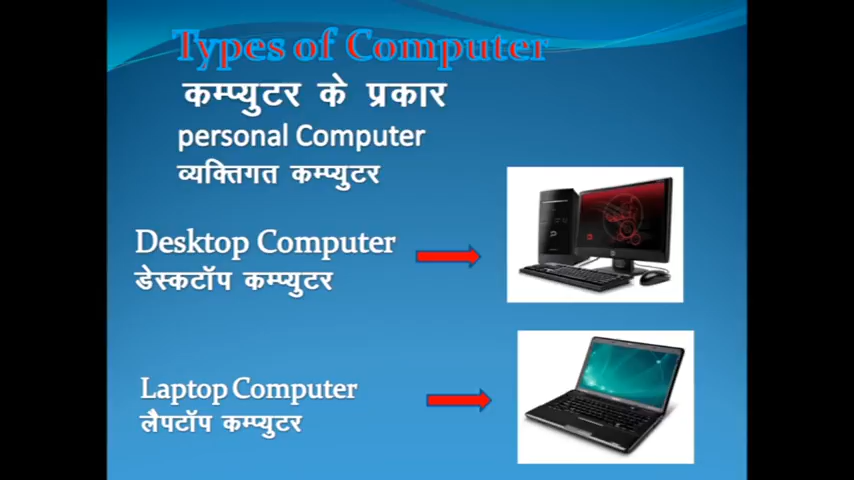 Types of Computer
कम्प्युटर के प्रकार
personal Computer
व्यक्तिगत कम्प्युटर
Desktop Computer
डेस्कटॉप कम्प्युटर
Laptop Computer
लैपटॉप कम्प्युटर